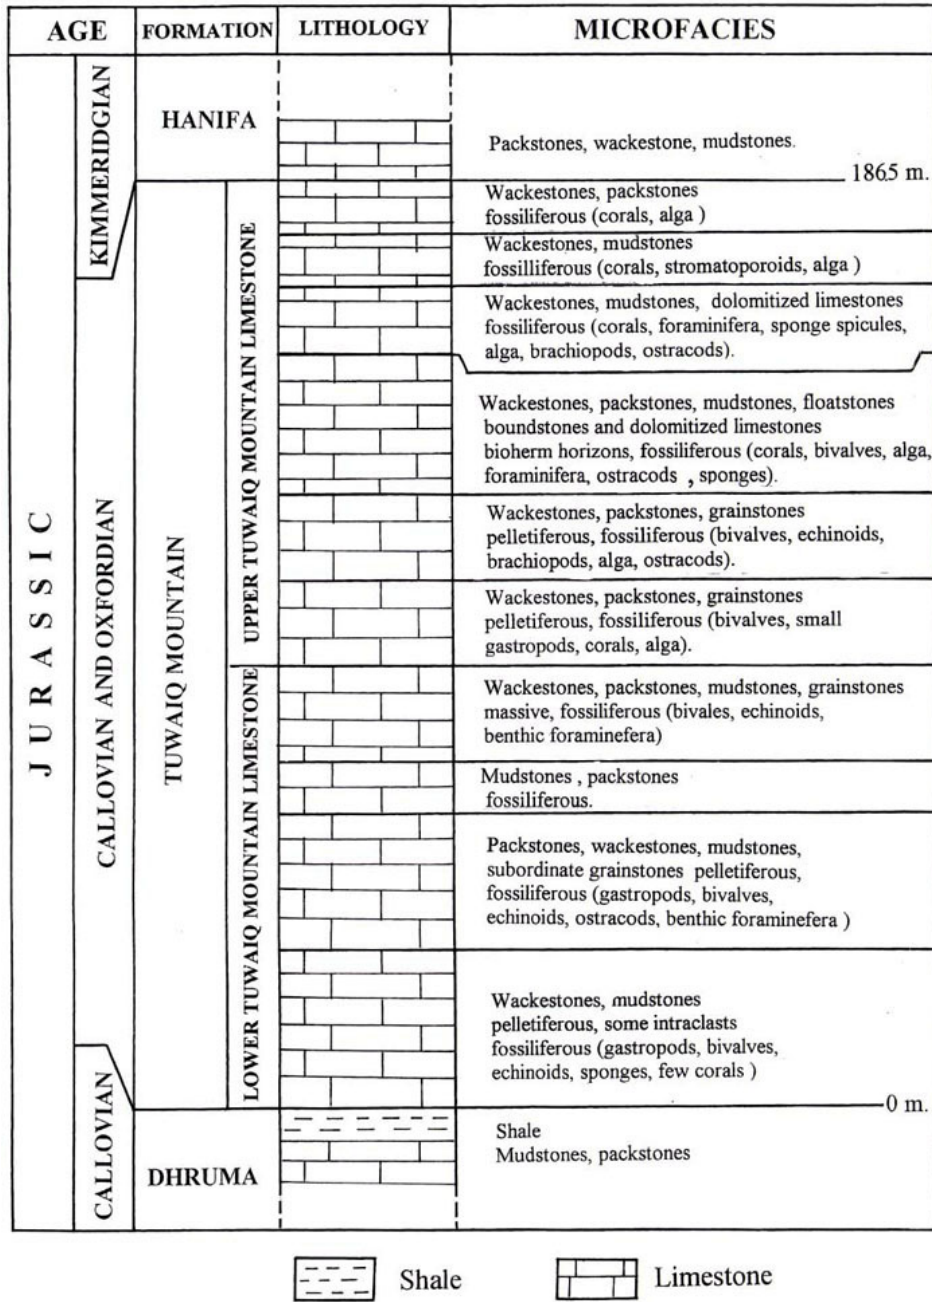 AGE FORMATION LITHOLOGY MICROFACIES
JURASSIC
KIMMERIDGIAN
CALLOVIAN AND OXFORDIAN
CALLOVIAN
HANIFA
TUWAIQ MOUNTAIN
DHRUMA
UPPER TUWAIQ MOUNTAIN LIMESTONE
LOWER TUWAIQ MOUNTAIN LIMESTONE
Packstones, wackestone, mudstones.
1865 m.
Wackestones, packstones
fossiliferous (corals, alga )
Wackestones, mudstones
fossilliferous (corals, stromatoporoids, alga )
Wackestones, mudstones, dolomitized limestones
fossiliferous (corals, foraminifera, sponge spicules,
alga, brachiopods, ostracods).
Wackestones, packstones, mudstones, floatstones
boundstones and dolomitized limestones
bioherm horizons, fossiliferous (corals, bivalves, alga,
foraminifera, ostracods , sponges).
Wackestones, packstones, grainstones
pelletiferous, fossiliferous (bivalves, echinoids,
brachiopods, alga, ostracods).
Wackestones, packstones, grainstones
pelletiferous, fossiliferous (bivalves, small
gastropods, corals, alga).
Wackestones, packstones, mudstones, grainstones
massive, fossiliferous (bivales, echinoids,
benthic foraminefera)
Mudstones , packstones
fossiliferous.
Packstones, wackestones, mudstones,
subordinate grainstones pelletiferous,
fossiliferous (gastropods, bivalves,
echinoids, ostracods, benthic foraminefera )
Wackestones, mudstones
pelletiferous, some intraclasts
fossiliferous (gastropods, bivalves,
echinoids, sponges, few corals )
0 m.
Shale
Mudstones, packstones
Shale Limestone